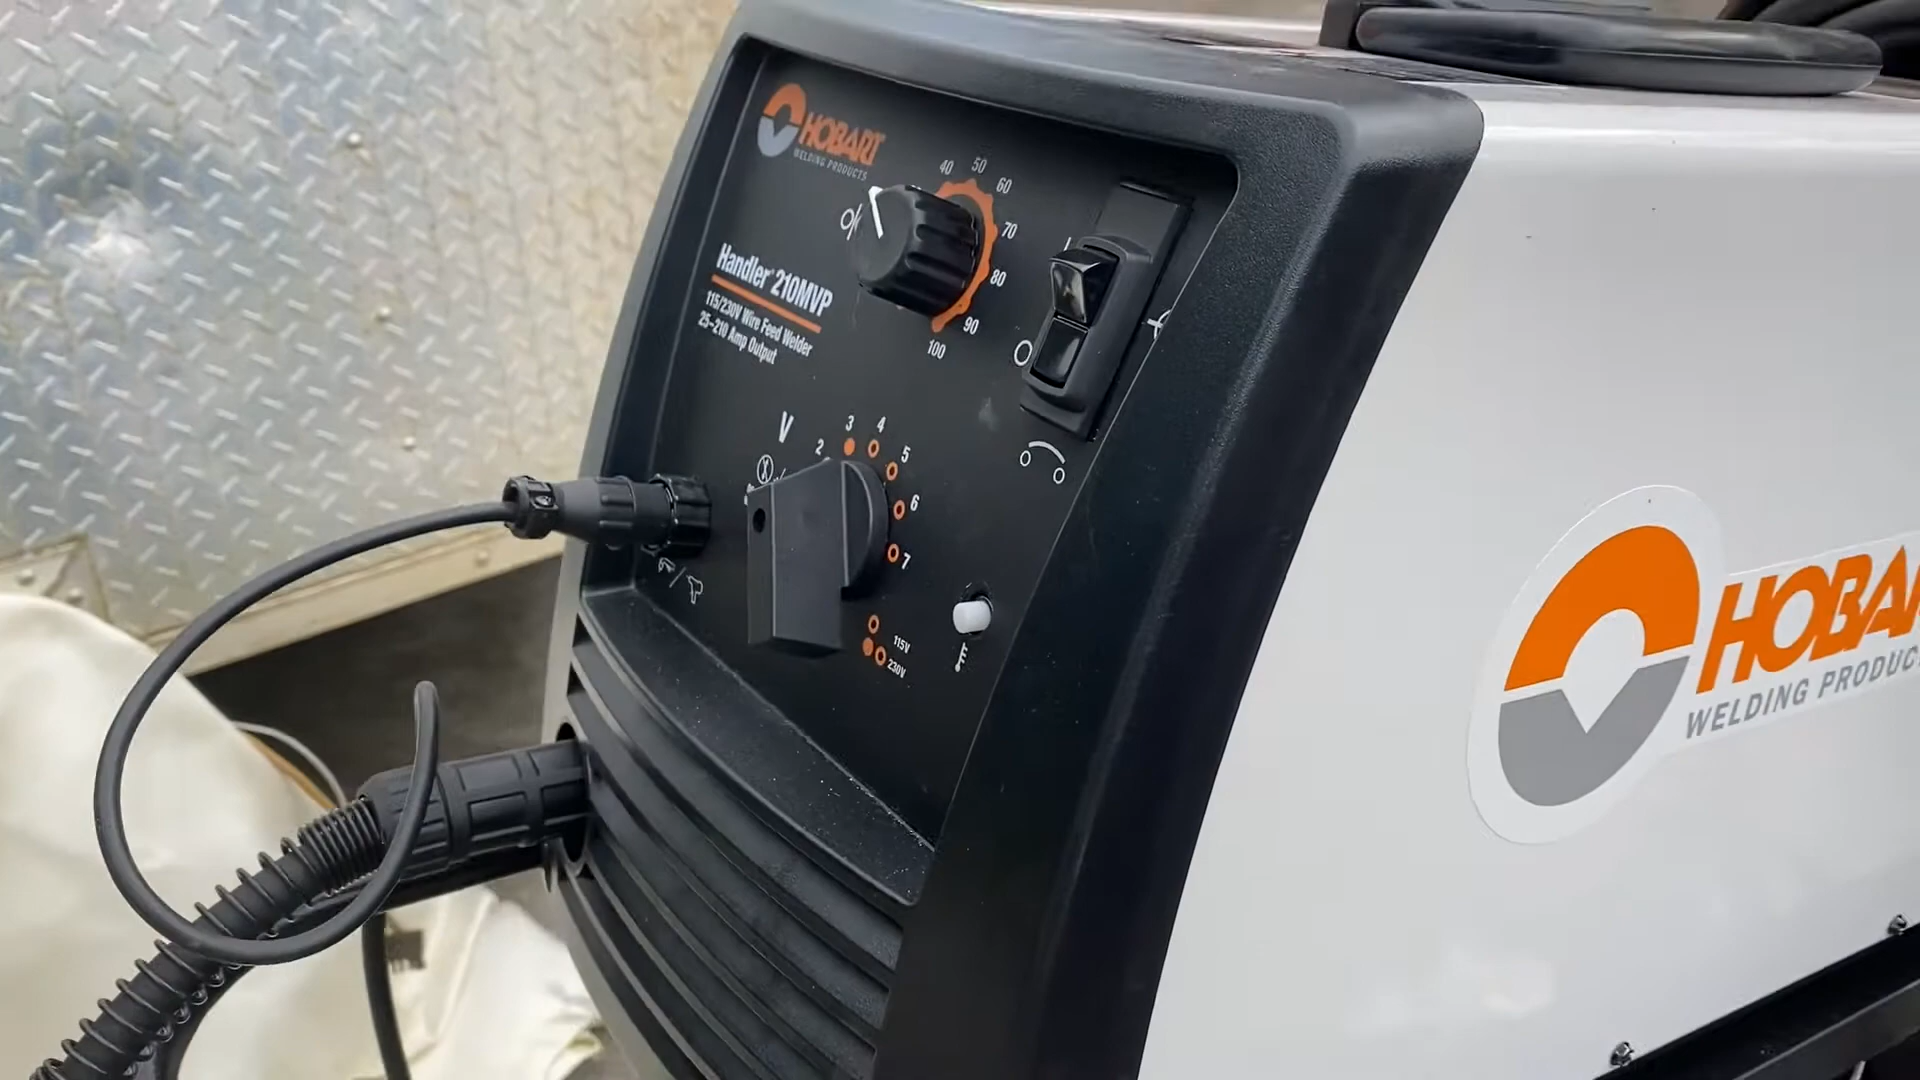 HOBART
WELDING PRODUCTS
40
50
60
70
80
90
100
Handler® 210MVP
115/230V Wire Feed Welder
25-210 Amp Output
V
2
3
4
5
6
7
115V
230V
HOBA
WELDING PRODUC